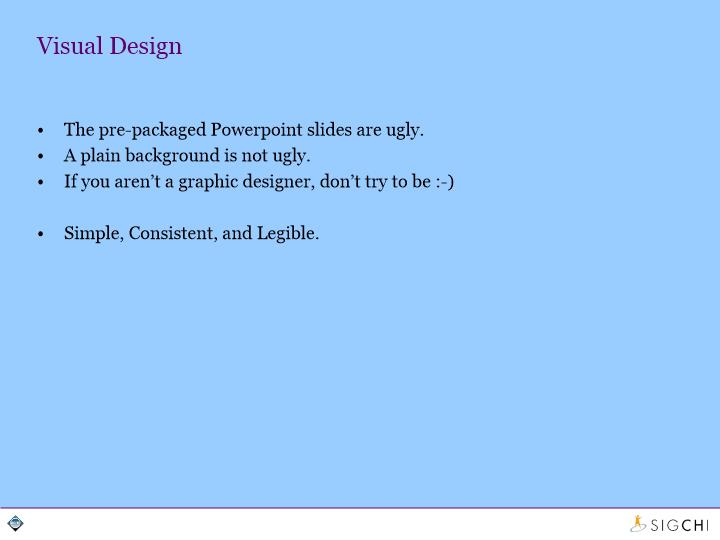 Visual Design
• The pre-packaged Powerpoint slides are ugly.
• A plain background is not ugly.
• If you aren’t a graphic designer, don’t try to be :-)
• Simple, Consistent, and Legible.
SIGCHI